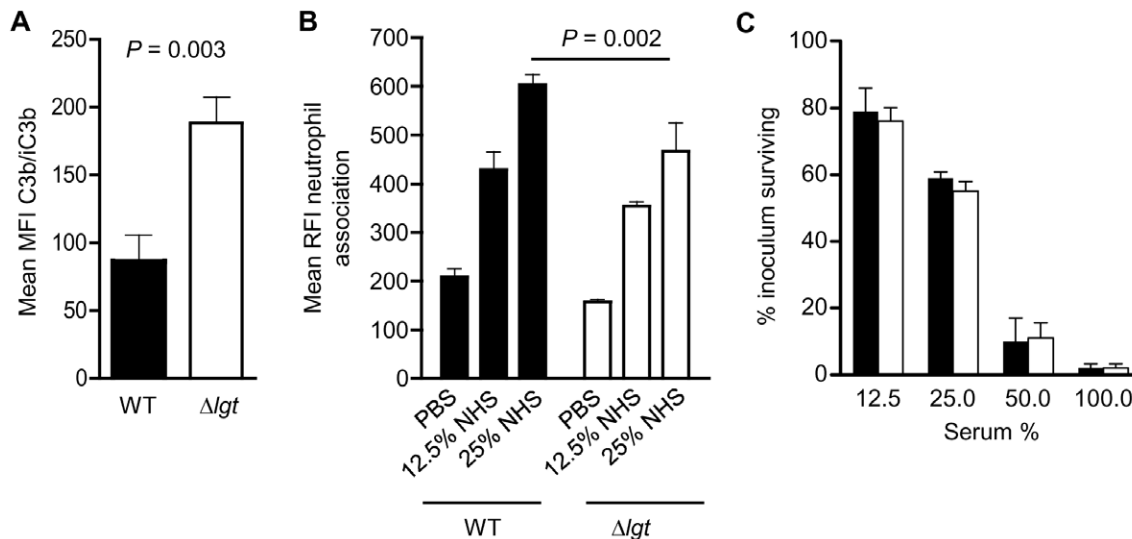 A
Mean MFI C3b/iC3b
250
200
150
100
50
0
P = 0.003
WT
Δlgt
B
Mean RFI neutrophil
association
700
600
500
400
300
200
100
0
P = 0.002
PBS
12.5% NHS
25% NHS
PBS
12.5% NHS
25% NHS
WT
Δlgt
C
% inoculum surviving
100
80
60
40
20
0
12.5
25.0
50.0
100.0
Serum %